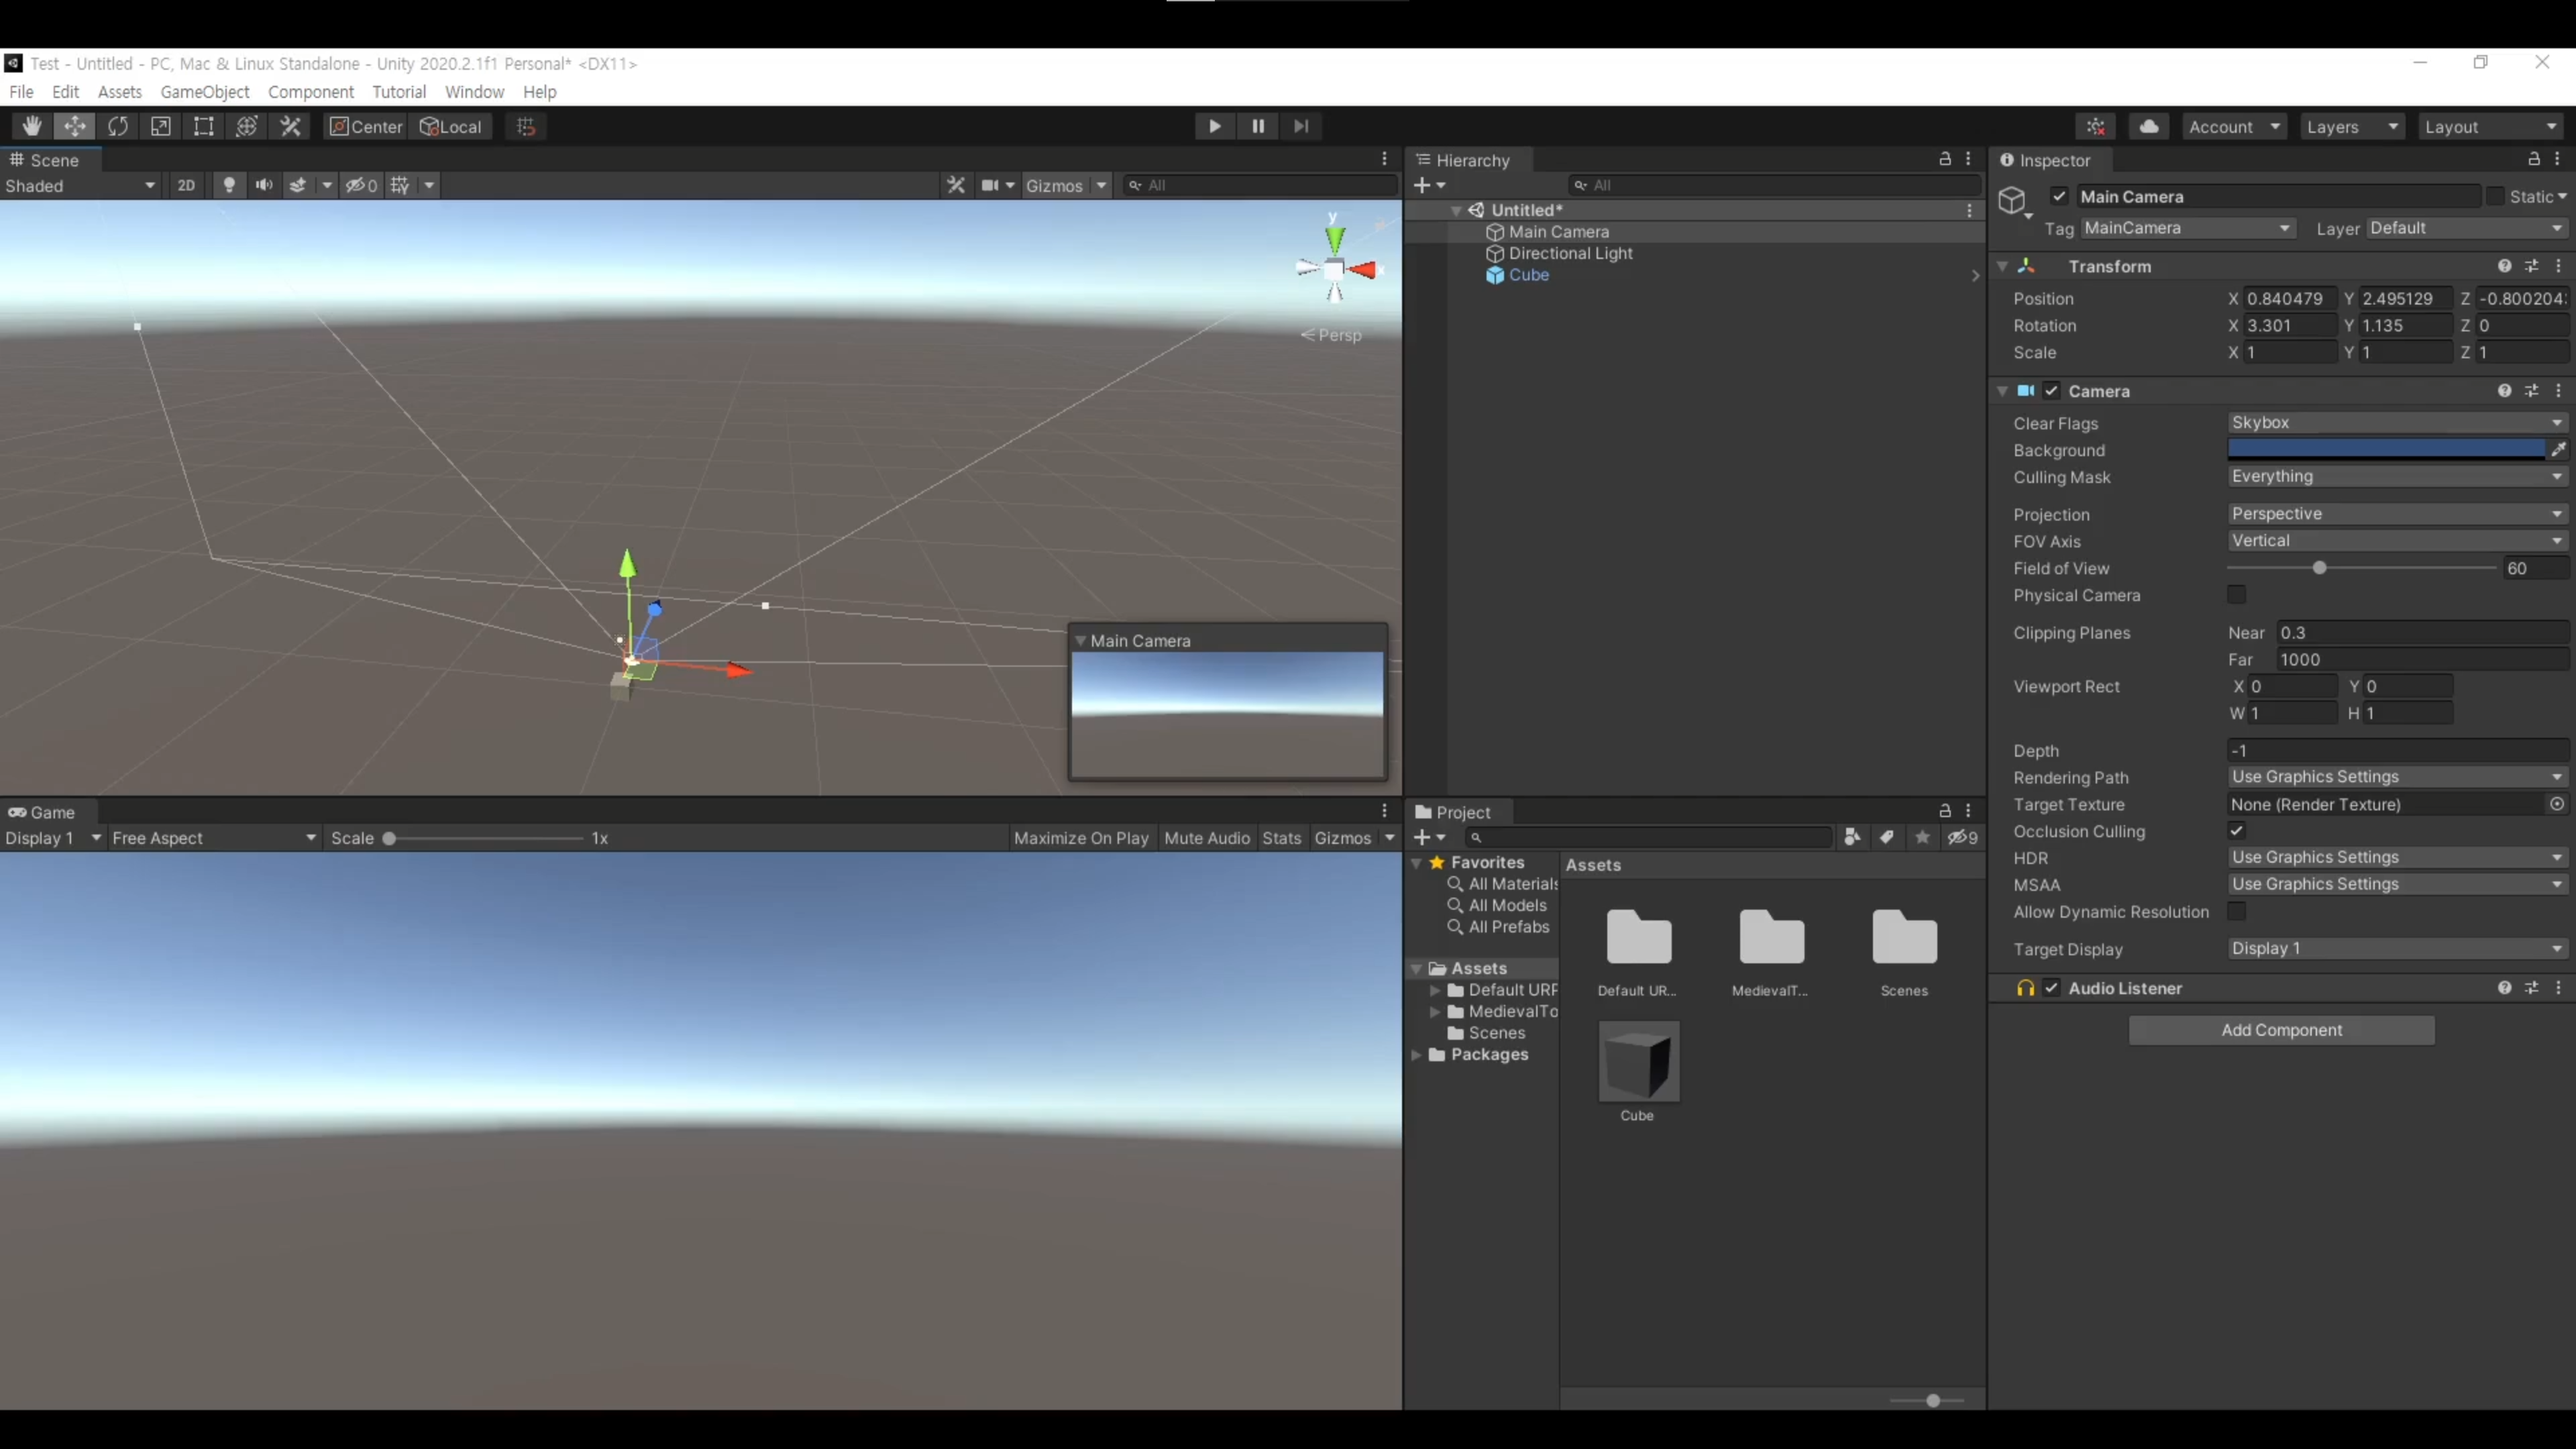 Test - Untitled - PC, Mac & Linux Standalone - Unity 2020.2.1f1 Personal* <DX11>
File Edit Assets GameObject Component Tutorial Window Help
Center Local Account Layers Layout
Scene
Shaded 2D 0 Gizmos All
y
x
Persp
Main Camera
Game
Display 1 Free Aspect Scale 1x Maximize On Play Mute Audio Stats Gizmos
Hierarchy
All
Untitled*
Main Camera
Directional Light
Cube
Project
9
Favorites
All Materials
All Models
All Prefabs
Assets
Default URP
MedievalTo
Scenes
Packages
Assets
Default UR... MedievalT... Scenes
Cube
Inspector
Main Camera Static
Tag MainCamera Layer Default
Transform
Position X 0.840479 Y 2.495129 Z -0.800204
Rotation X 3.301 Y 1.135 Z 0
Scale X 1 Y 1 Z 1
Camera
Clear Flags Skybox
Background
Culling Mask Everything
Projection Perspective
FOV Axis Vertical
Field of View 60
Physical Camera
Clipping Planes Near 0.3
Far 1000
Viewport Rect X 0 Y 0
W 1 H 1
Depth -1
Rendering Path Use Graphics Settings
Target Texture None (Render Texture)
Occlusion Culling
HDR Use Graphics Settings
MSAA Use Graphics Settings
Allow Dynamic Resolution
Target Display Display 1
Audio Listener
Add Component